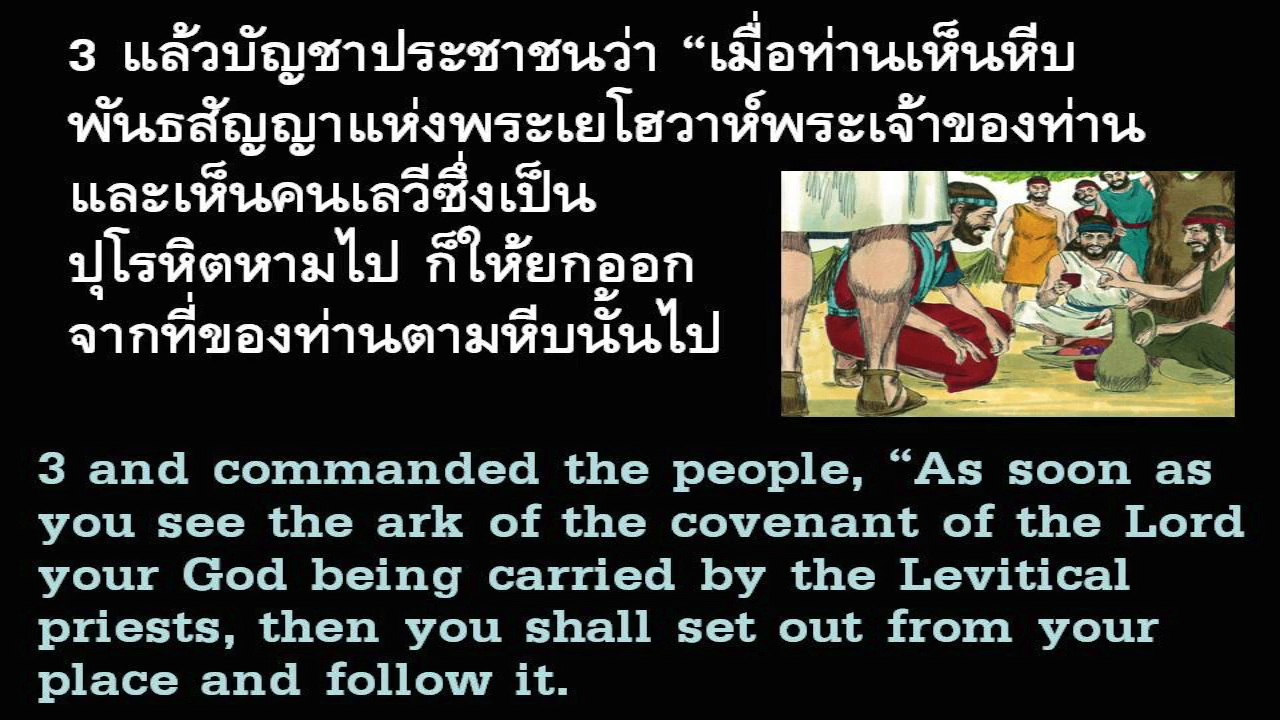 3 แล้วบัญชาประชาชนว่า “เมื่อท่านเห็นหีบ
พันธสัญญาแห่งพระเยโฮวาห์พระเจ้าของท่าน
และเห็นคนเลวีซึ่งเป็น
ปุโรหิตหามไป ก็ให้ยกออก
จากที่ของท่านตามหีบนั้นไป
3 and commanded the people, “As soon as
you see the ark of the covenant of the Lord
your God being carried by the Levitical
priests, then you shall set out from your
place and follow it.